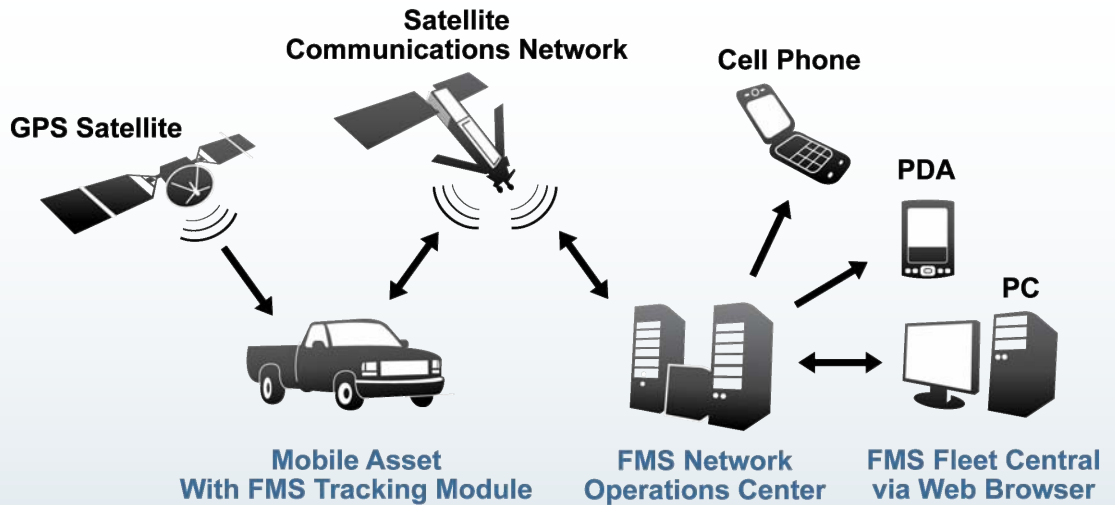 Satellite
Communications Network
Cell Phone
GPS Satellite
PDA
PC
Mobile Asset
With FMS Tracking Module
FMS Network
Operations Center
FMS Fleet Central
via Web Browser